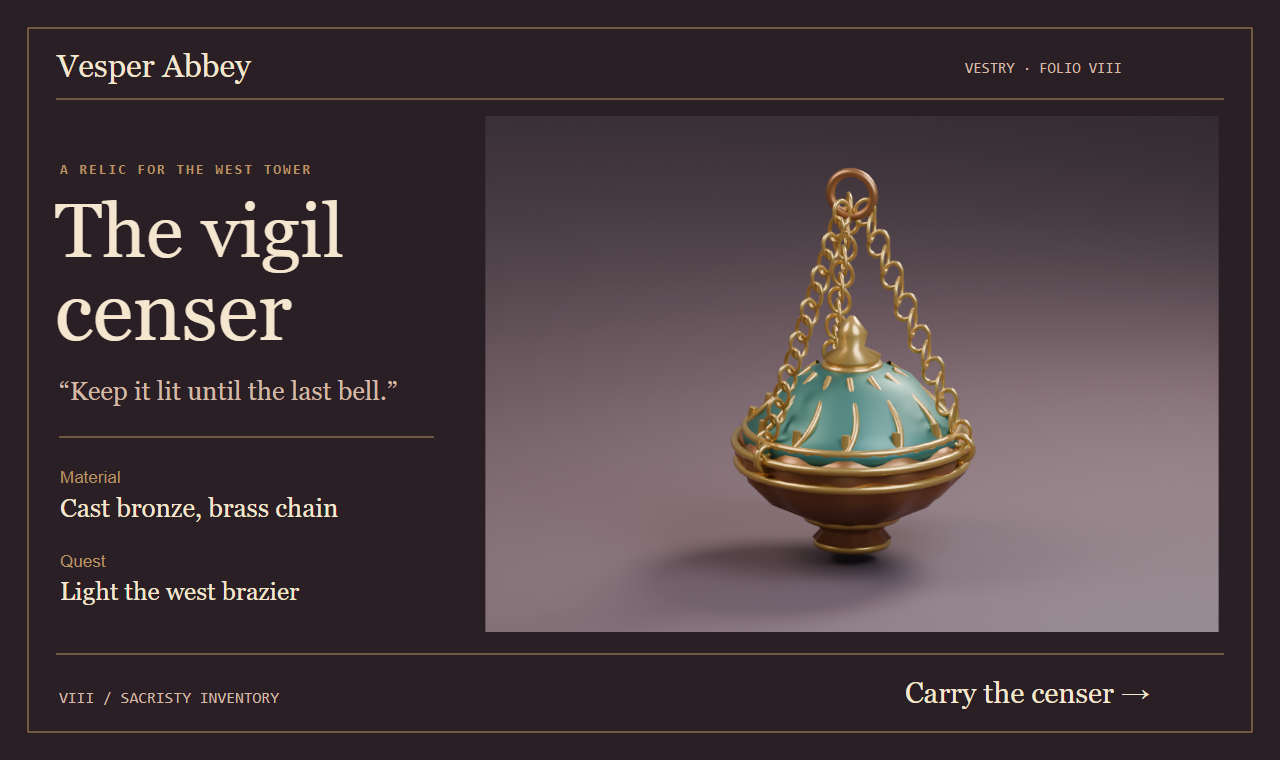 Vesper Abbey
VESTRY · FOLIO VIII
A RELIC FOR THE WEST TOWER
The vigil
censer
“Keep it lit until the last bell.”
Material
Cast bronze, brass chain
Quest
Light the west brazier
VIII / SACRISTY INVENTORY
Carry the censer →